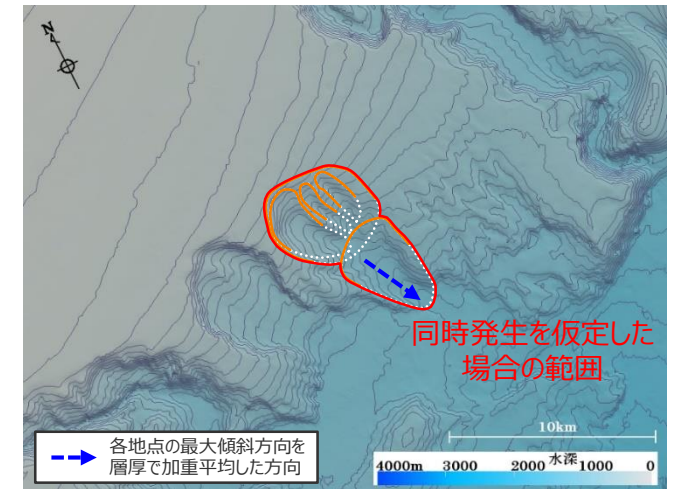 N
同時発生を仮定した
場合の範囲
10km
各地点の最大傾斜方向を
層厚で加重平均した方向
水深
4000m 3000 2000 1000 0